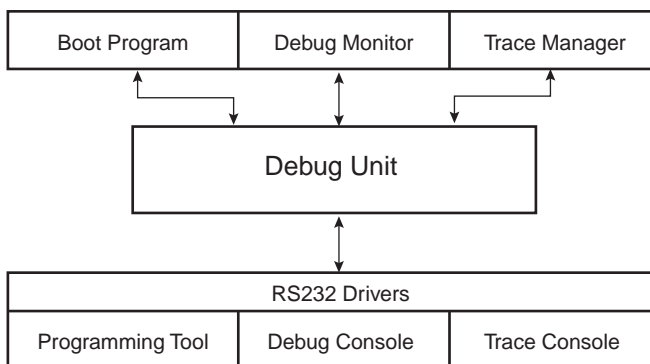 Boot Program
Debug Monitor
Trace Manager
Debug Unit
RS232 Drivers
Programming Tool
Debug Console
Trace Console